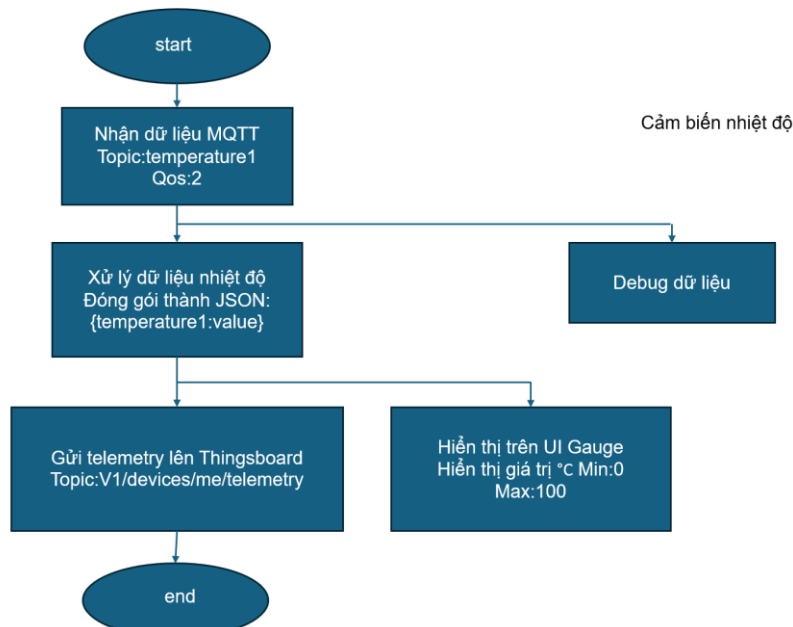 start
Cảm biến nhiệt độ
Nhận dữ liệu MQTT
Topic:temperature1
Qos:2
Xử lý dữ liệu nhiệt độ
Đóng gói thành JSON:
{temperature1:value}
Debug dữ liệu
Gửi telemetry lên Thingsboard
Topic:V1/devices/me/telemetry
Hiển thị trên UI Gauge
Hiển thị giá trị °C Min:0
Max:100
end